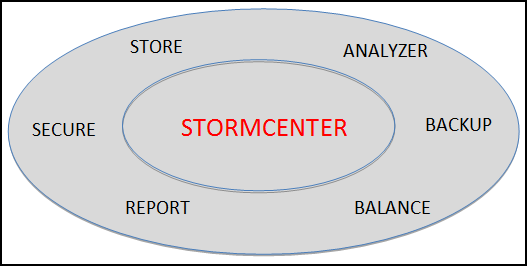 STORE
ANALYZER
SECURE
STORMCENTER
BACKUP
REPORT
BALANCE